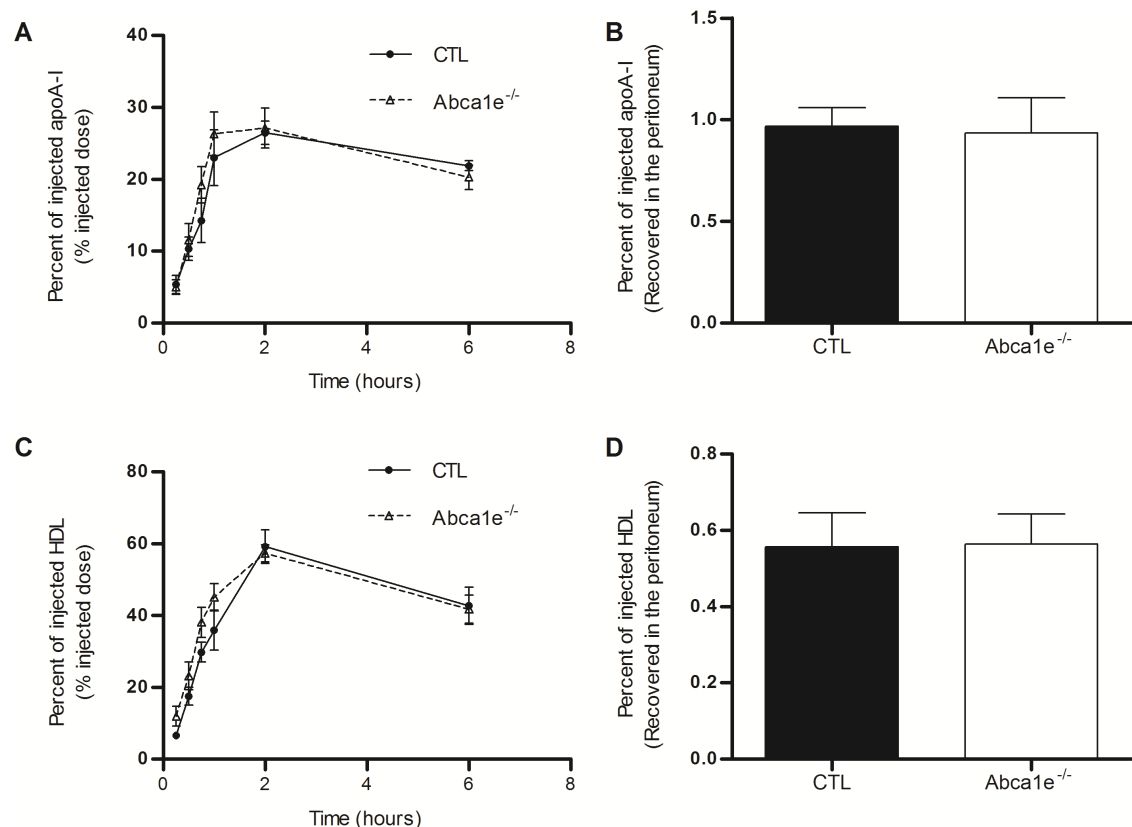 A
Percent of injected apoA-I
(% injected dose)
40
30
20
10
0
0 2 4 6 8
Time (hours)
CTL
Abca1e-/-
B
Percent of injected apoA-I
(Recovered in the peritoneum)
1.5
1.0
0.5
0.0
CTL Abca1e-/-
C
Percent of injected HDL
(% injected dose)
80
60
40
20
0
0 2 4 6 8
Time (hours)
CTL
Abca1e-/-
D
Percent of injected HDL
(Recovered in the peritoneum)
0.8
0.6
0.4
0.2
0.0
CTL Abca1e-/-